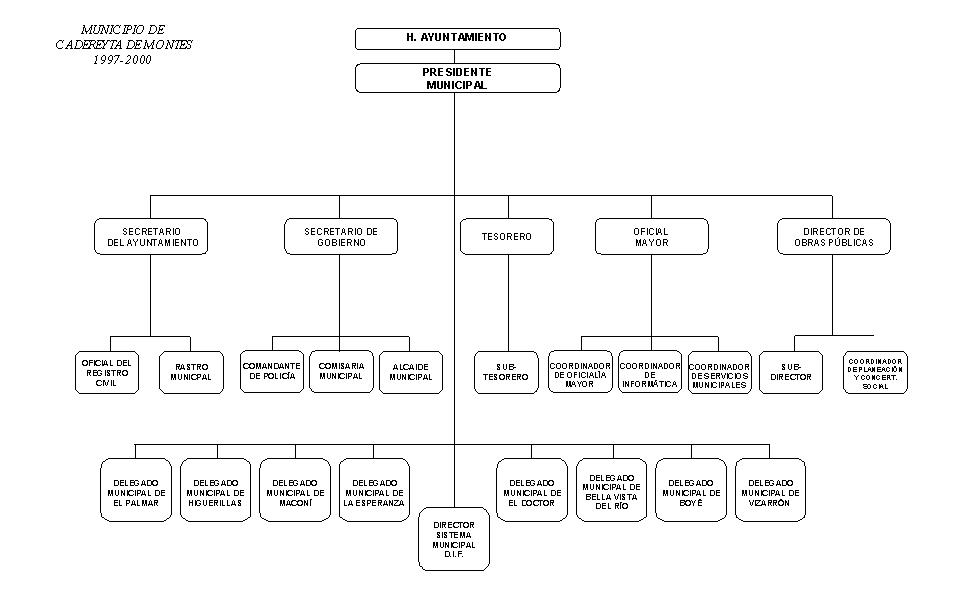 MUNICIPIO DE
CADEREYTA DE MONTES
1997-2000
H. AYUNTAMIENTO
PRESIDENTE
MUNICIPAL
SECRETARIO
DEL AYUNTAMIENTO
SECRETARIO DE
GOBIERNO
TESORERO
OFICIAL
MAYOR
DIRECTOR DE
OBRAS PÚBLICAS
OFICIAL DEL
REGISTRO
CIVIL
RASTRO
MUNICPAL
COMANDANTE
DE POLICÍA
COMISARIA
MUNICIPAL
ALCAIDE
MUNICIPAL
SUB-
TESORERO
COORDINADOR
DE OFICIALÍA
MAYOR
COORDINADOR
DE
INFORMÁTICA
COORDINADOR
DE SERVICIOS
MUNICIPALES
SUB-
DIRECTOR
COORDINADOR
DE PLANEACIÓN
Y CONCERT.
SOCIAL
DELEGADO
MUNICIPAL DE
EL PALMAR
DELEGADO
MUNICIPAL DE
HIGUERILLAS
DELEGADO
MUNICIPAL DE
MACONÍ
DELEGADO
MUNICIPAL DE
LA ESPERANZA
DIRECTOR
SISTEMA
MUNICIPAL
D.I.F.
DELEGADO
MUNICIPAL DE
EL DOCTOR
DELEGADO
MUNICIPAL DE
BELLA VISTA
DEL RÍO
DELEGADO
MUNICIPAL DE
BOYÉ
DELEGADO
MUNICIPAL DE
VIZARRÓN